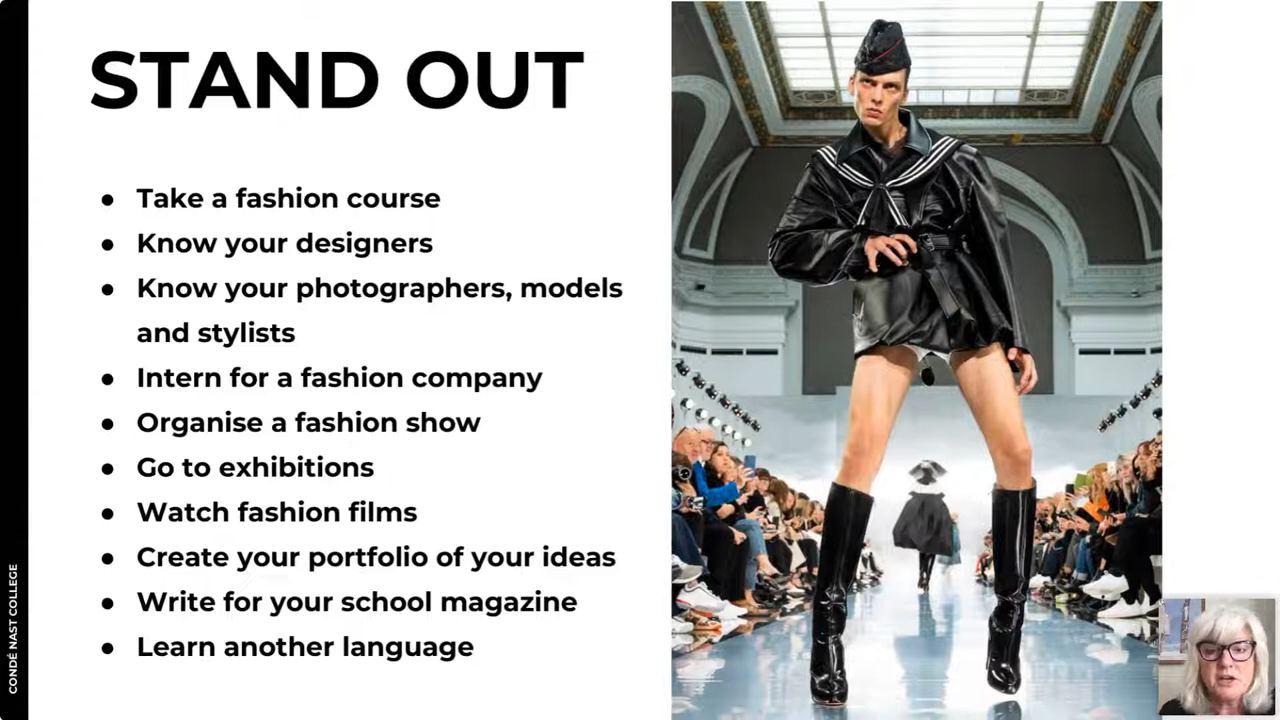 STAND OUT
● Take a fashion course
● Know your designers
● Know your photographers, models
and stylists
● Intern for a fashion company
● Organise a fashion show
● Go to exhibitions
● Watch fashion films
● Create your portfolio of your ideas
● Write for your school magazine
● Learn another language
CONDÉ NAST COLLEGE